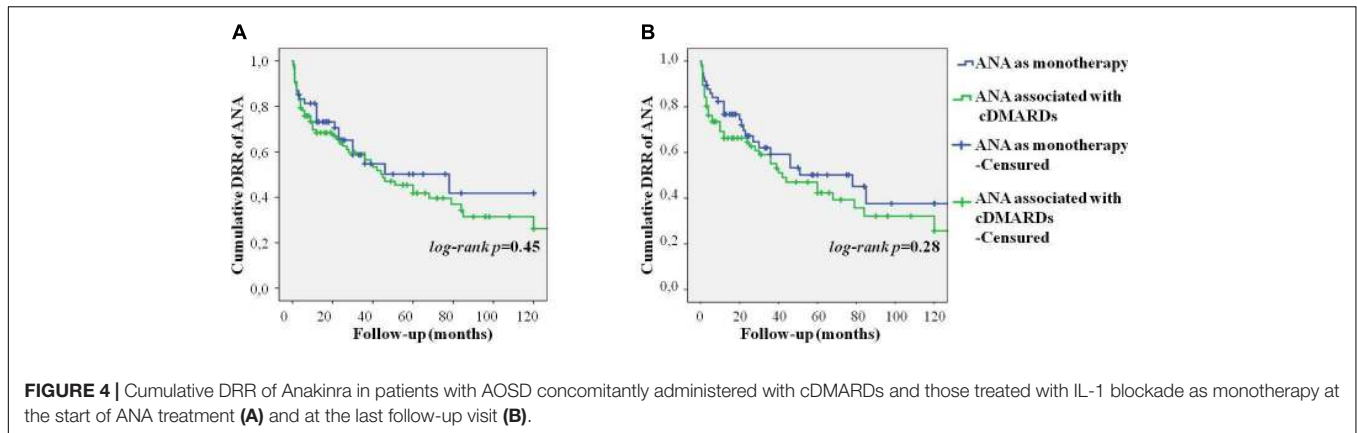 A
1,0
0,8
0,6
0,4
0,2
0,0
Cumulative DRR of ANA
log-rank p=0.45
0 20 40 60 80 100 120
Follow-up (months)
B
1,0
0,8
0,6
0,4
0,2
0,0
Cumulative DRR of ANA
log-rank p=0.28
0 20 40 60 80 100 120
Follow-up (months)
ANA as monotherapy
ANA associated with
cDMARDs
ANA as monotherapy
-Censured
ANA associated with
cDMARDs
-Censured
FIGURE 4 | Cumulative DRR of Anakinra in patients with AOSD concomitantly administered with cDMARDs and those treated with IL-1 blockade as monotherapy at
the start of ANA treatment (A) and at the last follow-up visit (B).